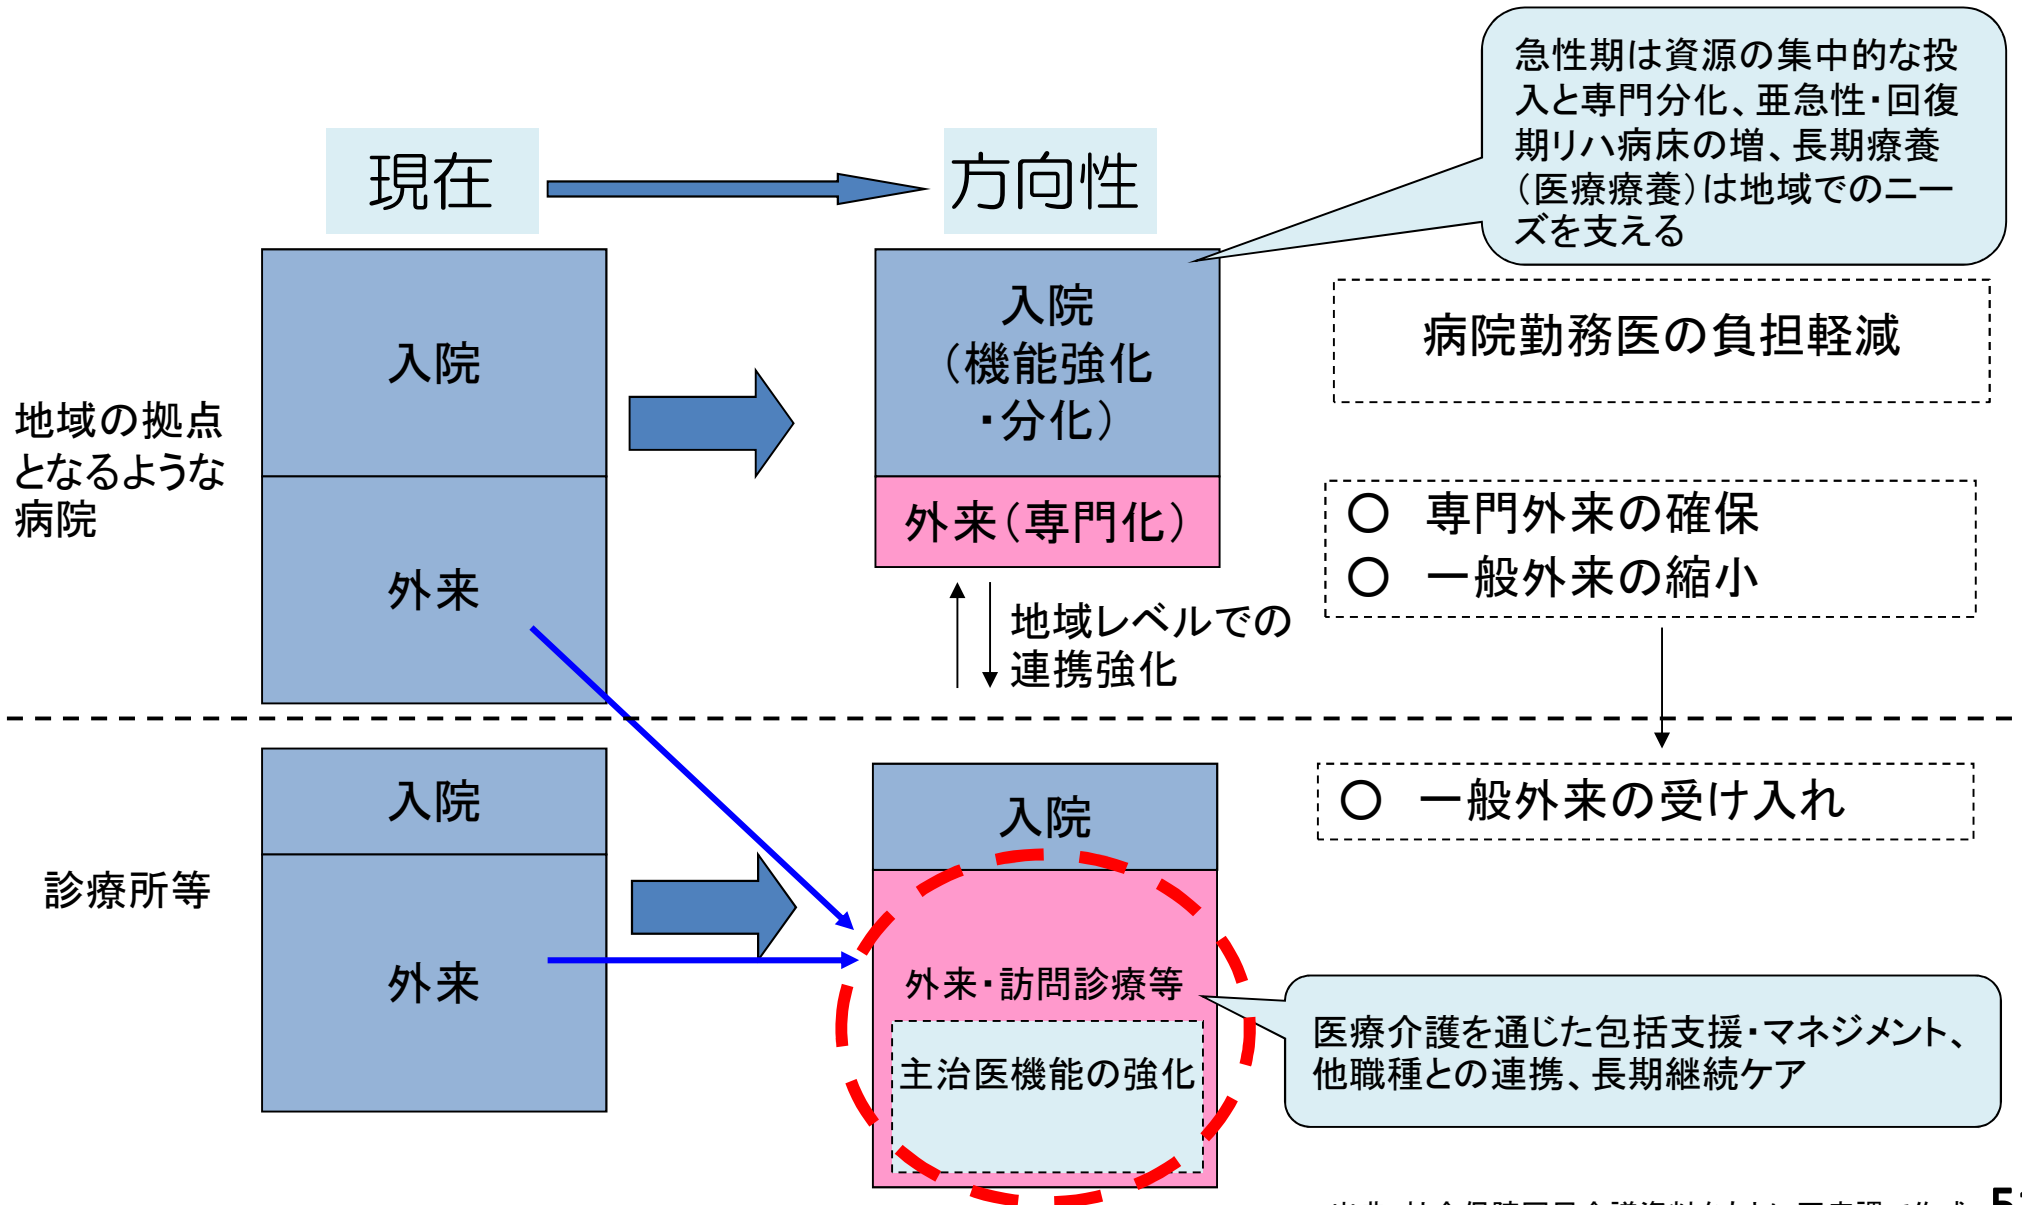 現在
方向性
急性期は資源の集中的な投
入と専門分化、亜急性・回復
期リハ病床の増、長期療養
（医療療養）は地域でのニー
ズを支える
地域の拠点
となるような
病院
入院
外来
入院
（機能強化
・分化）
外来（専門化）
病院勤務医の負担軽減
○ 専門外来の確保
○ 一般外来の縮小
地域レベルでの
連携強化
診療所等
入院
外来
入院
外来・訪問診療等
主治医機能の強化
○ 一般外来の受け入れ
医療介護を通じた包括支援・マネジメント、
他職種との連携、長期継続ケア